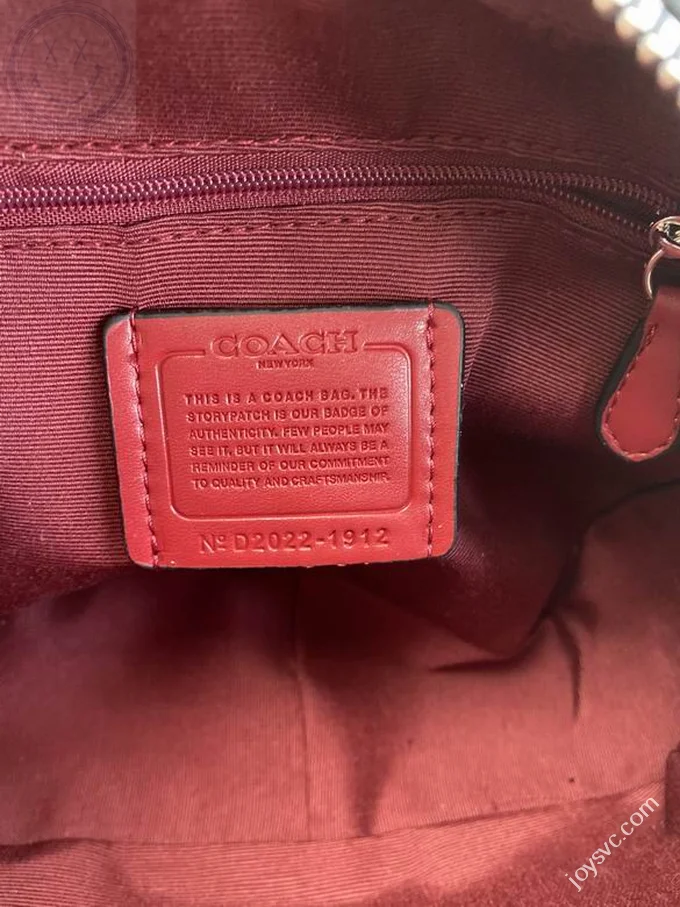 COACH
NEW YORK
THIS IS A COACH BAG. THE
STORYPATCH IS OUR BADGE OF
AUTHENTICITY. FEW PEOPLE MAY
SEE IT, BUT IT WILL ALWAYS BE A
REMINDER OF OUR COMMITMENT
TO QUALITY AND CRAFTSMANSHIP.
Nº D2022-1912
joysvc.com